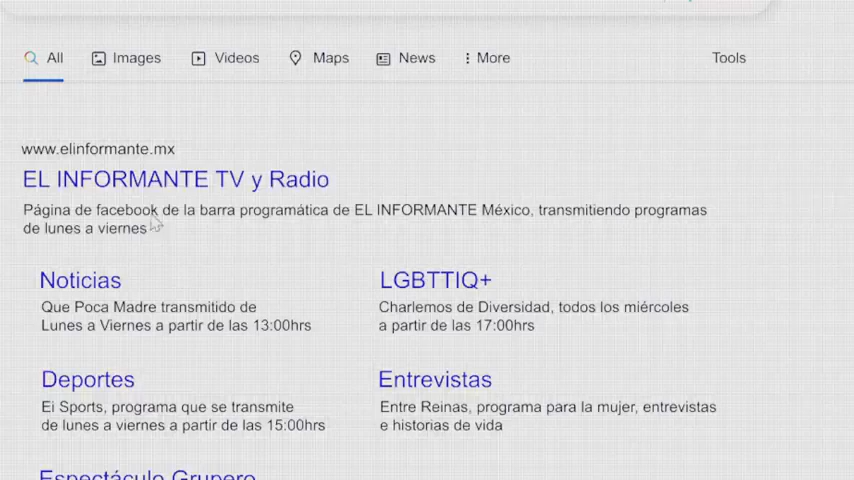 All Images Videos Maps News More Tools
www.elinformante.mx
EL INFORMANTE TV y Radio
Página de facebook de la barra programática de EL INFORMANTE México, transmitiendo programas
de lunes a viernes
Noticias
Que Poca Madre transmitido de
Lunes a Viernes a partir de las 13:00hrs
LGBTTIQ+
Charlemos de Diversidad, todos los miércoles
a partir de las 17:00hrs
Deportes
Ei Sports, programa que se transmite
de lunes a viernes a partir de las 15:00hrs
Entrevistas
Entre Reinas, programa para la mujer, entrevistas
e historias de vida
Espectáculo Grupero